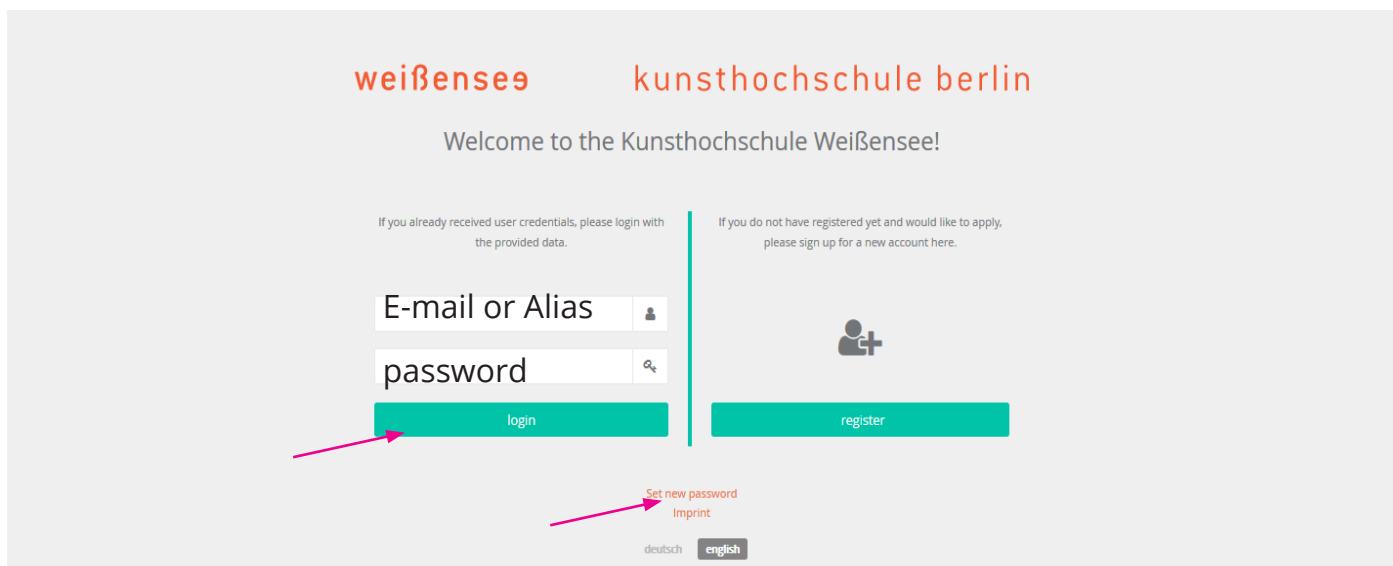 weißensee kunsthochschule berlin
Welcome to the Kunsthochschule Weißensee!
If you already received user credentials, please login with
the provided data.
E-mail or Alias
password
login
If you do not have registered yet and would like to apply,
please sign up for a new account here.
register
Set new password
Imprint
deutsch english